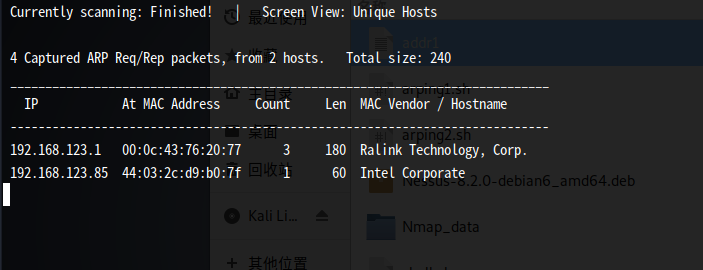 Currently scanning: Finished!   |   Screen View: Unique Hosts
4 Captured ARP Req/Rep packets, from 2 hosts.   Total size: 240
_____________________________________________________________________________
IP            At MAC Address     Count     Len  MAC Vendor / Hostname
-----------------------------------------------------------------------------
192.168.123.1   00:0c:43:76:20:77      3     180  Ralink Technology, Corp.
192.168.123.85  44:03:2c:d9:b0:7f      1      60  Intel Corporate
最近使用
主目录
桌面
回收站
Kali Li...
其他位置
addr1
arping1.sh
arping2.sh
Nessus-8.2.0-debian6_amd64.deb
Nmap_data